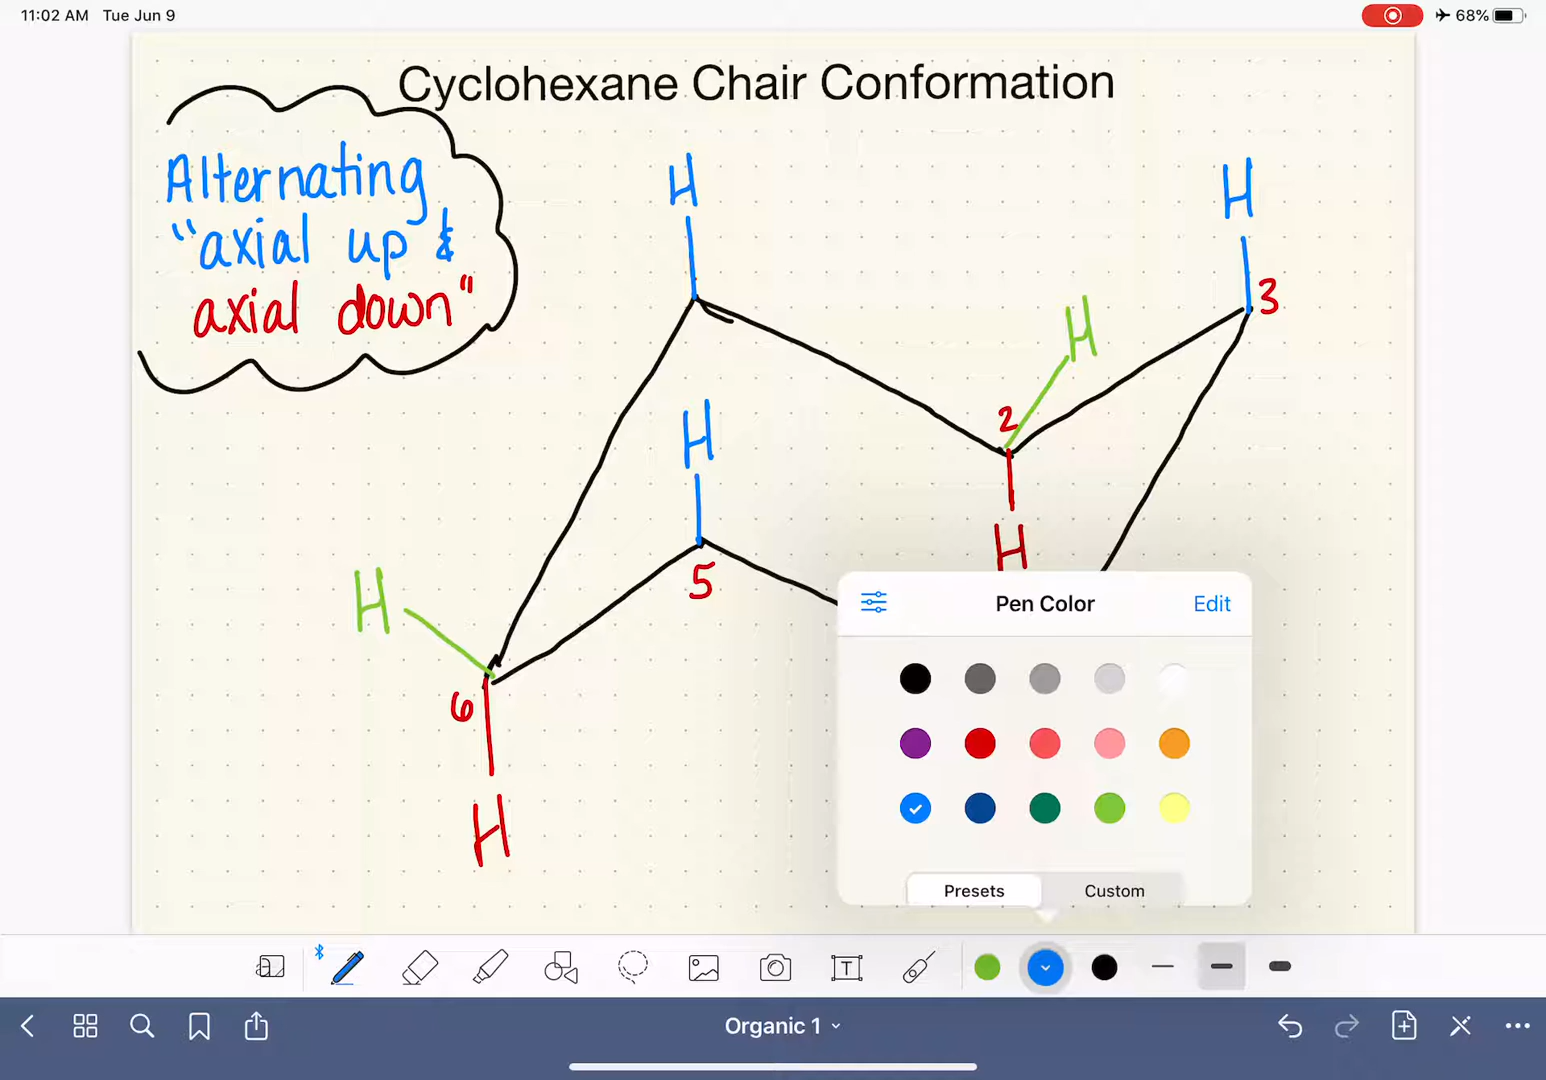 11:02 AM Tue Jun 9
68%
Cyclohexane Chair Conformation
Alternating
"axial up &
axial down"
H
H
3
H
2
H
H
5
H
6
H
Pen Color
Edit
Presets
Custom
T
Organic 1